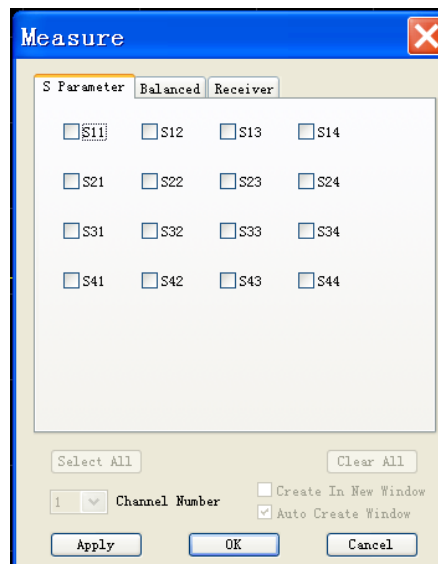 Measure
S Parameter Balanced Receiver
S11 S12 S13 S14
S21 S22 S23 S24
S31 S32 S33 S34
S41 S42 S43 S44
Select All Clear All
1 Channel Number
Create In New Window
Auto Create Window
Apply OK Cancel